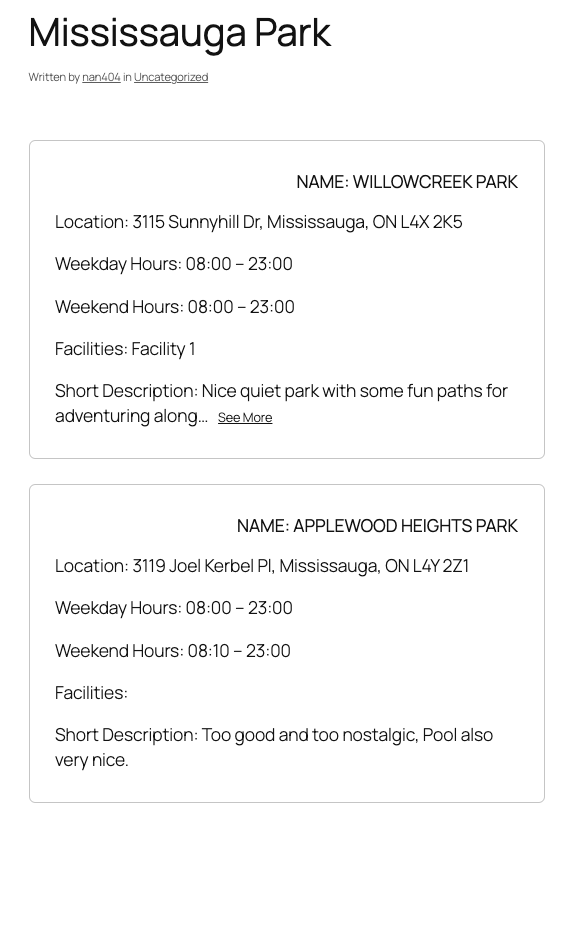 Mississauga Park
Written by nan404 in Uncategorized
NAME: WILLOWCREEK PARK
Location: 3115 Sunnyhill Dr, Mississauga, ON L4X 2K5
Weekday Hours: 08:00 – 23:00
Weekend Hours: 08:00 – 23:00
Facilities: Facility 1
Short Description: Nice quiet park with some fun paths for
adventuring along... See More
NAME: APPLEWOOD HEIGHTS PARK
Location: 3119 Joel Kerbel Pl, Mississauga, ON L4Y 2Z1
Weekday Hours: 08:00 – 23:00
Weekend Hours: 08:10 – 23:00
Facilities:
Short Description: Too good and too nostalgic, Pool also
very nice.